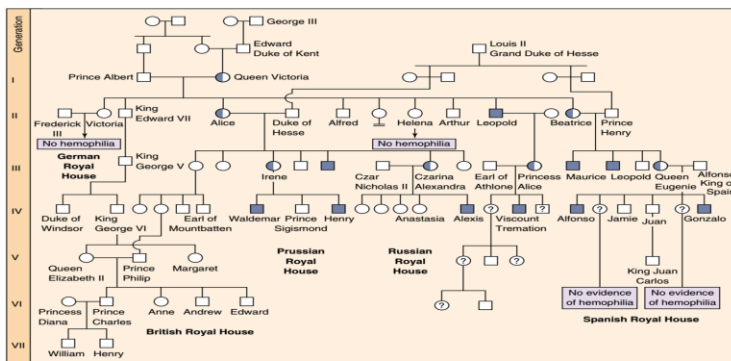 Generation
George III
Edward
Duke of Kent
Louis II
Grand Duke of Hesse
I
Prince Albert
Queen Victoria
II
Frederick
III
Victoria
King
Edward VII
Alice
Duke of
Hesse
Alfred
Helena
Arthur
Leopold
Beatrice
Prince
Henry
No hemophilia
German
Royal
House
No hemophilia
III
King
George V
Irene
Czar
Nicholas II
Czarina
Alexandra
Earl of
Athlone
Princess
Alice
Maurice
Leopold
Queen
Eugenie
Alfonso
King of
Spain
IV
Duke of
Windsor
King
George VI
Earl of
Mountbatten
Waldemar
Prince
Sigismond
Henry
Anastasia
Alexis
?
Viscount
Tremation
?
Alfonso
?
Jamie
Juan
?
Gonzalo
Prussian
Royal
House
Russian
Royal
House
V
Queen
Elizabeth II
Prince
Philip
Margaret
?
?
King Juan
Carlos
No evidence
of hemophilia
No evidence
of hemophilia
VI
Princess
Diana
Prince
Charles
Anne
Andrew
Edward
?
British Royal House
Spanish Royal House
VII
William
Henry